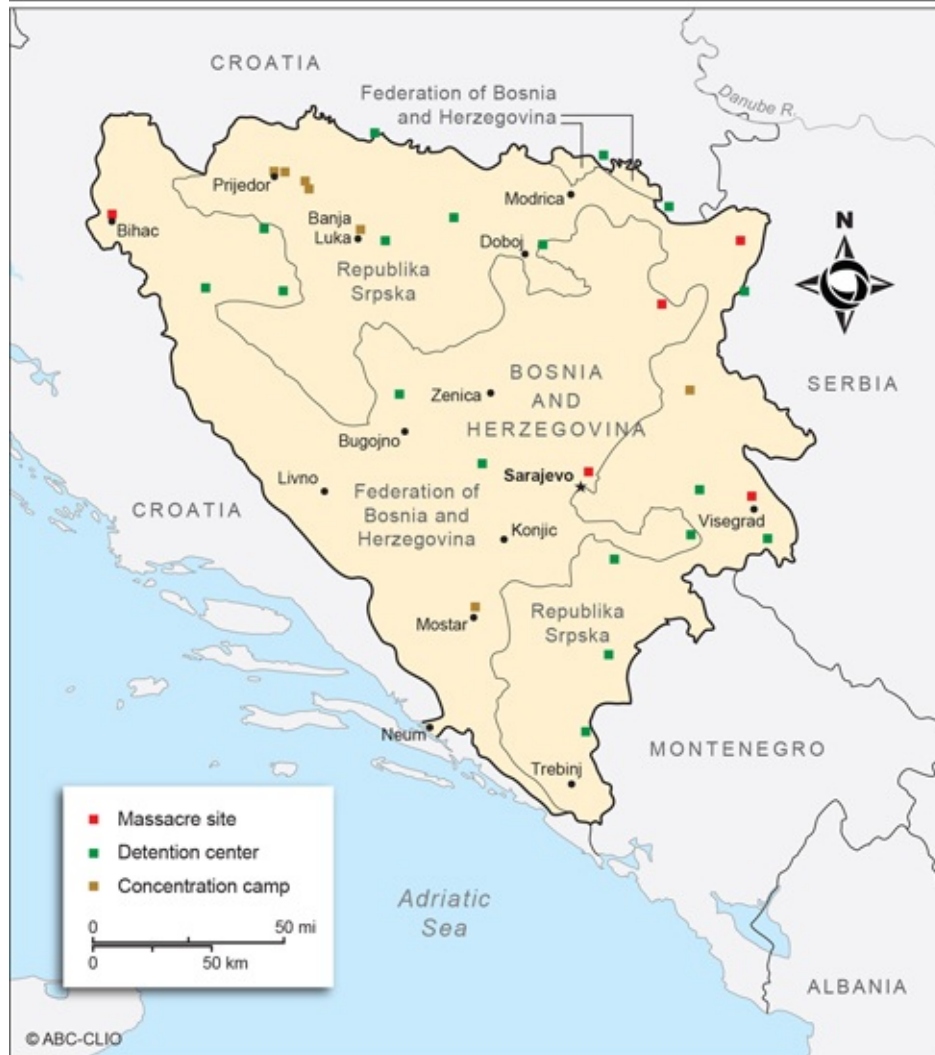 CROATIA
Federation of Bosnia
and Herzegovina
Danube R.
Prijedor
Modrica
N
Bihac
Banja
Luka
Doboj
Republika
Srpska
SERBIA
BOSNIA
AND
HERZEGOVINA
Zenica
Bugojno
Sarajevo
Livno
CROATIA
Federation of
Bosnia and
Herzegovina
Visegrad
Konjic
Republika
Srpska
Mostar
Neum
MONTENEGRO
Trebinj
Massacre site
Detention center
Concentration camp
0 50 mi
0 50 km
Adriatic
Sea
ALBANIA
© ABC-CLIO